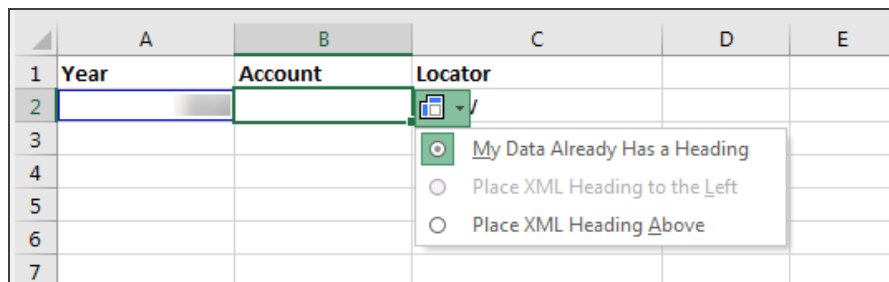 A B C D E
1 Year Account Locator
2
3 My Data Already Has a Heading
4 Place XML Heading to the Left
5
6 Place XML Heading Above
7